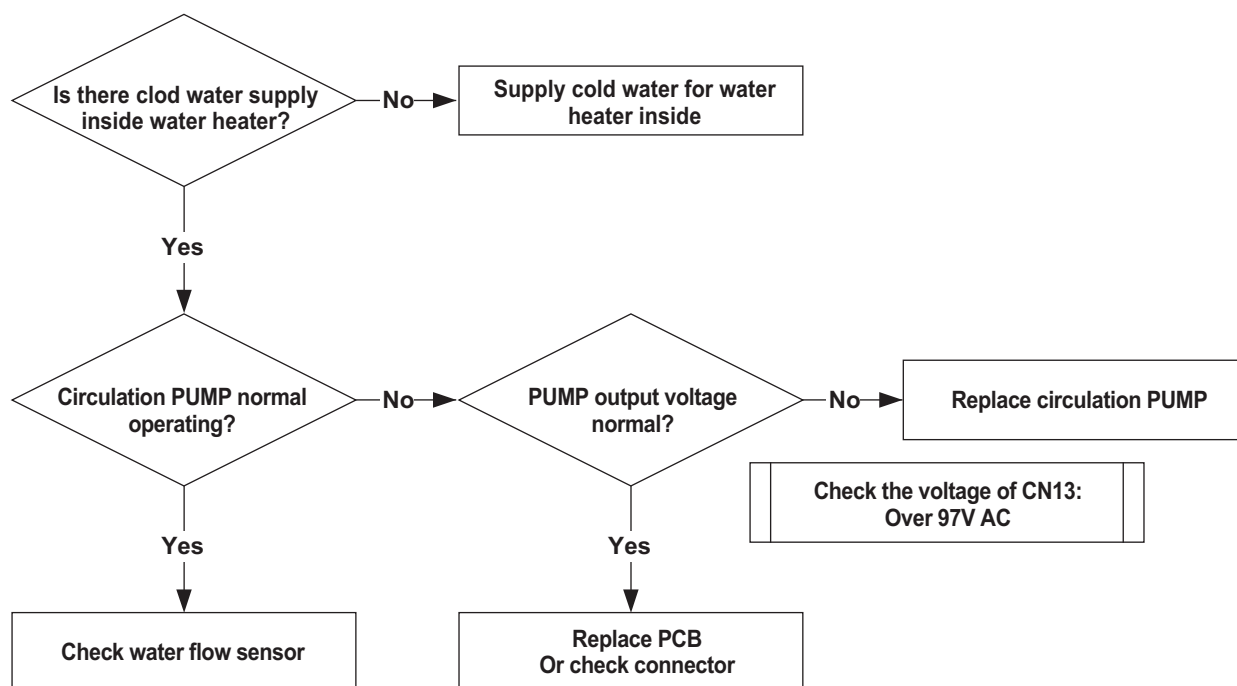 Is there clod water supply
inside water heater?
No
Supply cold water for water
heater inside
Yes
Circulation PUMP normal
operating?
No
PUMP output voltage
normal?
No
Replace circulation PUMP
Check the voltage of CN13:
Over 97V AC
Yes
Yes
Check water flow sensor
Replace PCB
Or check connector